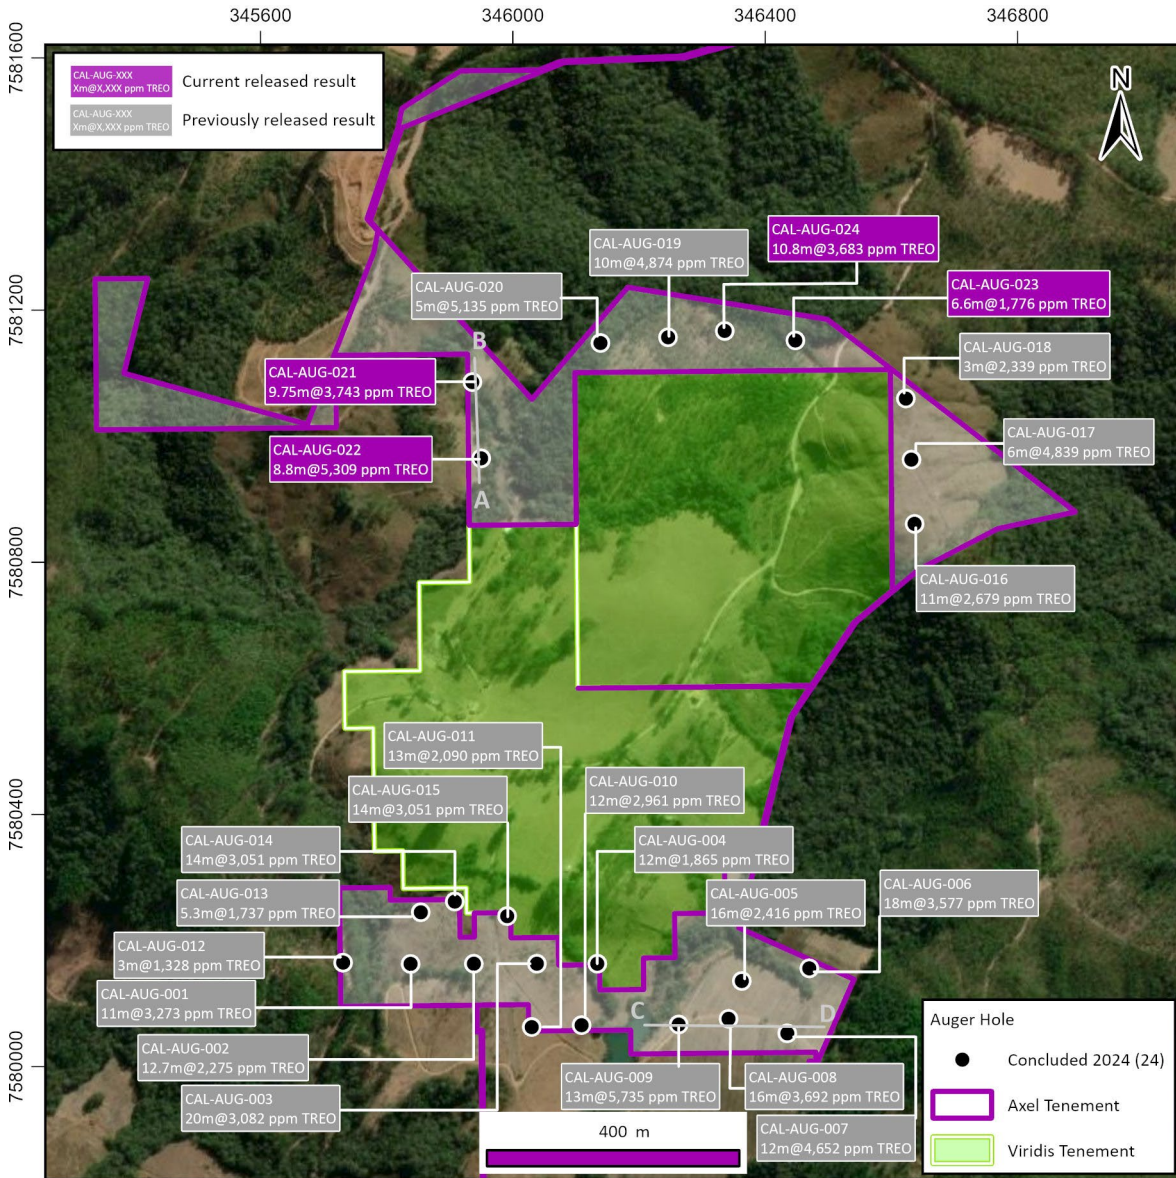 345600
346000
346400
346800
7581600
7581200
7580800
7580400
7580000
CAL-AUG-XXX
Xm@X,XXX ppm TREO
Current released result
CAL-AUG-XXX
Xm@X,XXX ppm TREO
Previously released result
N
CAL-AUG-024
10.8m@3,683 ppm TREO
CAL-AUG-019
10m@4,874 ppm TREO
CAL-AUG-020
5m@5,135 ppm TREO
CAL-AUG-023
6.6m@1,776 ppm TREO
CAL-AUG-018
3m@2,339 ppm TREO
B
CAL-AUG-021
9.75m@3,743 ppm TREO
CAL-AUG-022
8.8m@5,309 ppm TREO
A
CAL-AUG-017
6m@4,839 ppm TREO
CAL-AUG-016
11m@2,679 ppm TREO
CAL-AUG-011
13m@2,090 ppm TREO
CAL-AUG-015
14m@3,051 ppm TREO
CAL-AUG-010
12m@2,961 ppm TREO
CAL-AUG-014
14m@3,051 ppm TREO
CAL-AUG-004
12m@1,865 ppm TREO
CAL-AUG-013
5.3m@1,737 ppm TREO
CAL-AUG-005
16m@2,416 ppm TREO
CAL-AUG-006
18m@3,577 ppm TREO
CAL-AUG-012
3m@1,328 ppm TREO
CAL-AUG-001
11m@3,273 ppm TREO
C
D
CAL-AUG-002
12.7m@2,275 ppm TREO
CAL-AUG-003
20m@3,082 ppm TREO
CAL-AUG-009
13m@5,735 ppm TREO
CAL-AUG-008
16m@3,692 ppm TREO
CAL-AUG-007
12m@4,652 ppm TREO
400 m
Auger Hole
Concluded 2024 (24)
Axel Tenement
Viridis Tenement